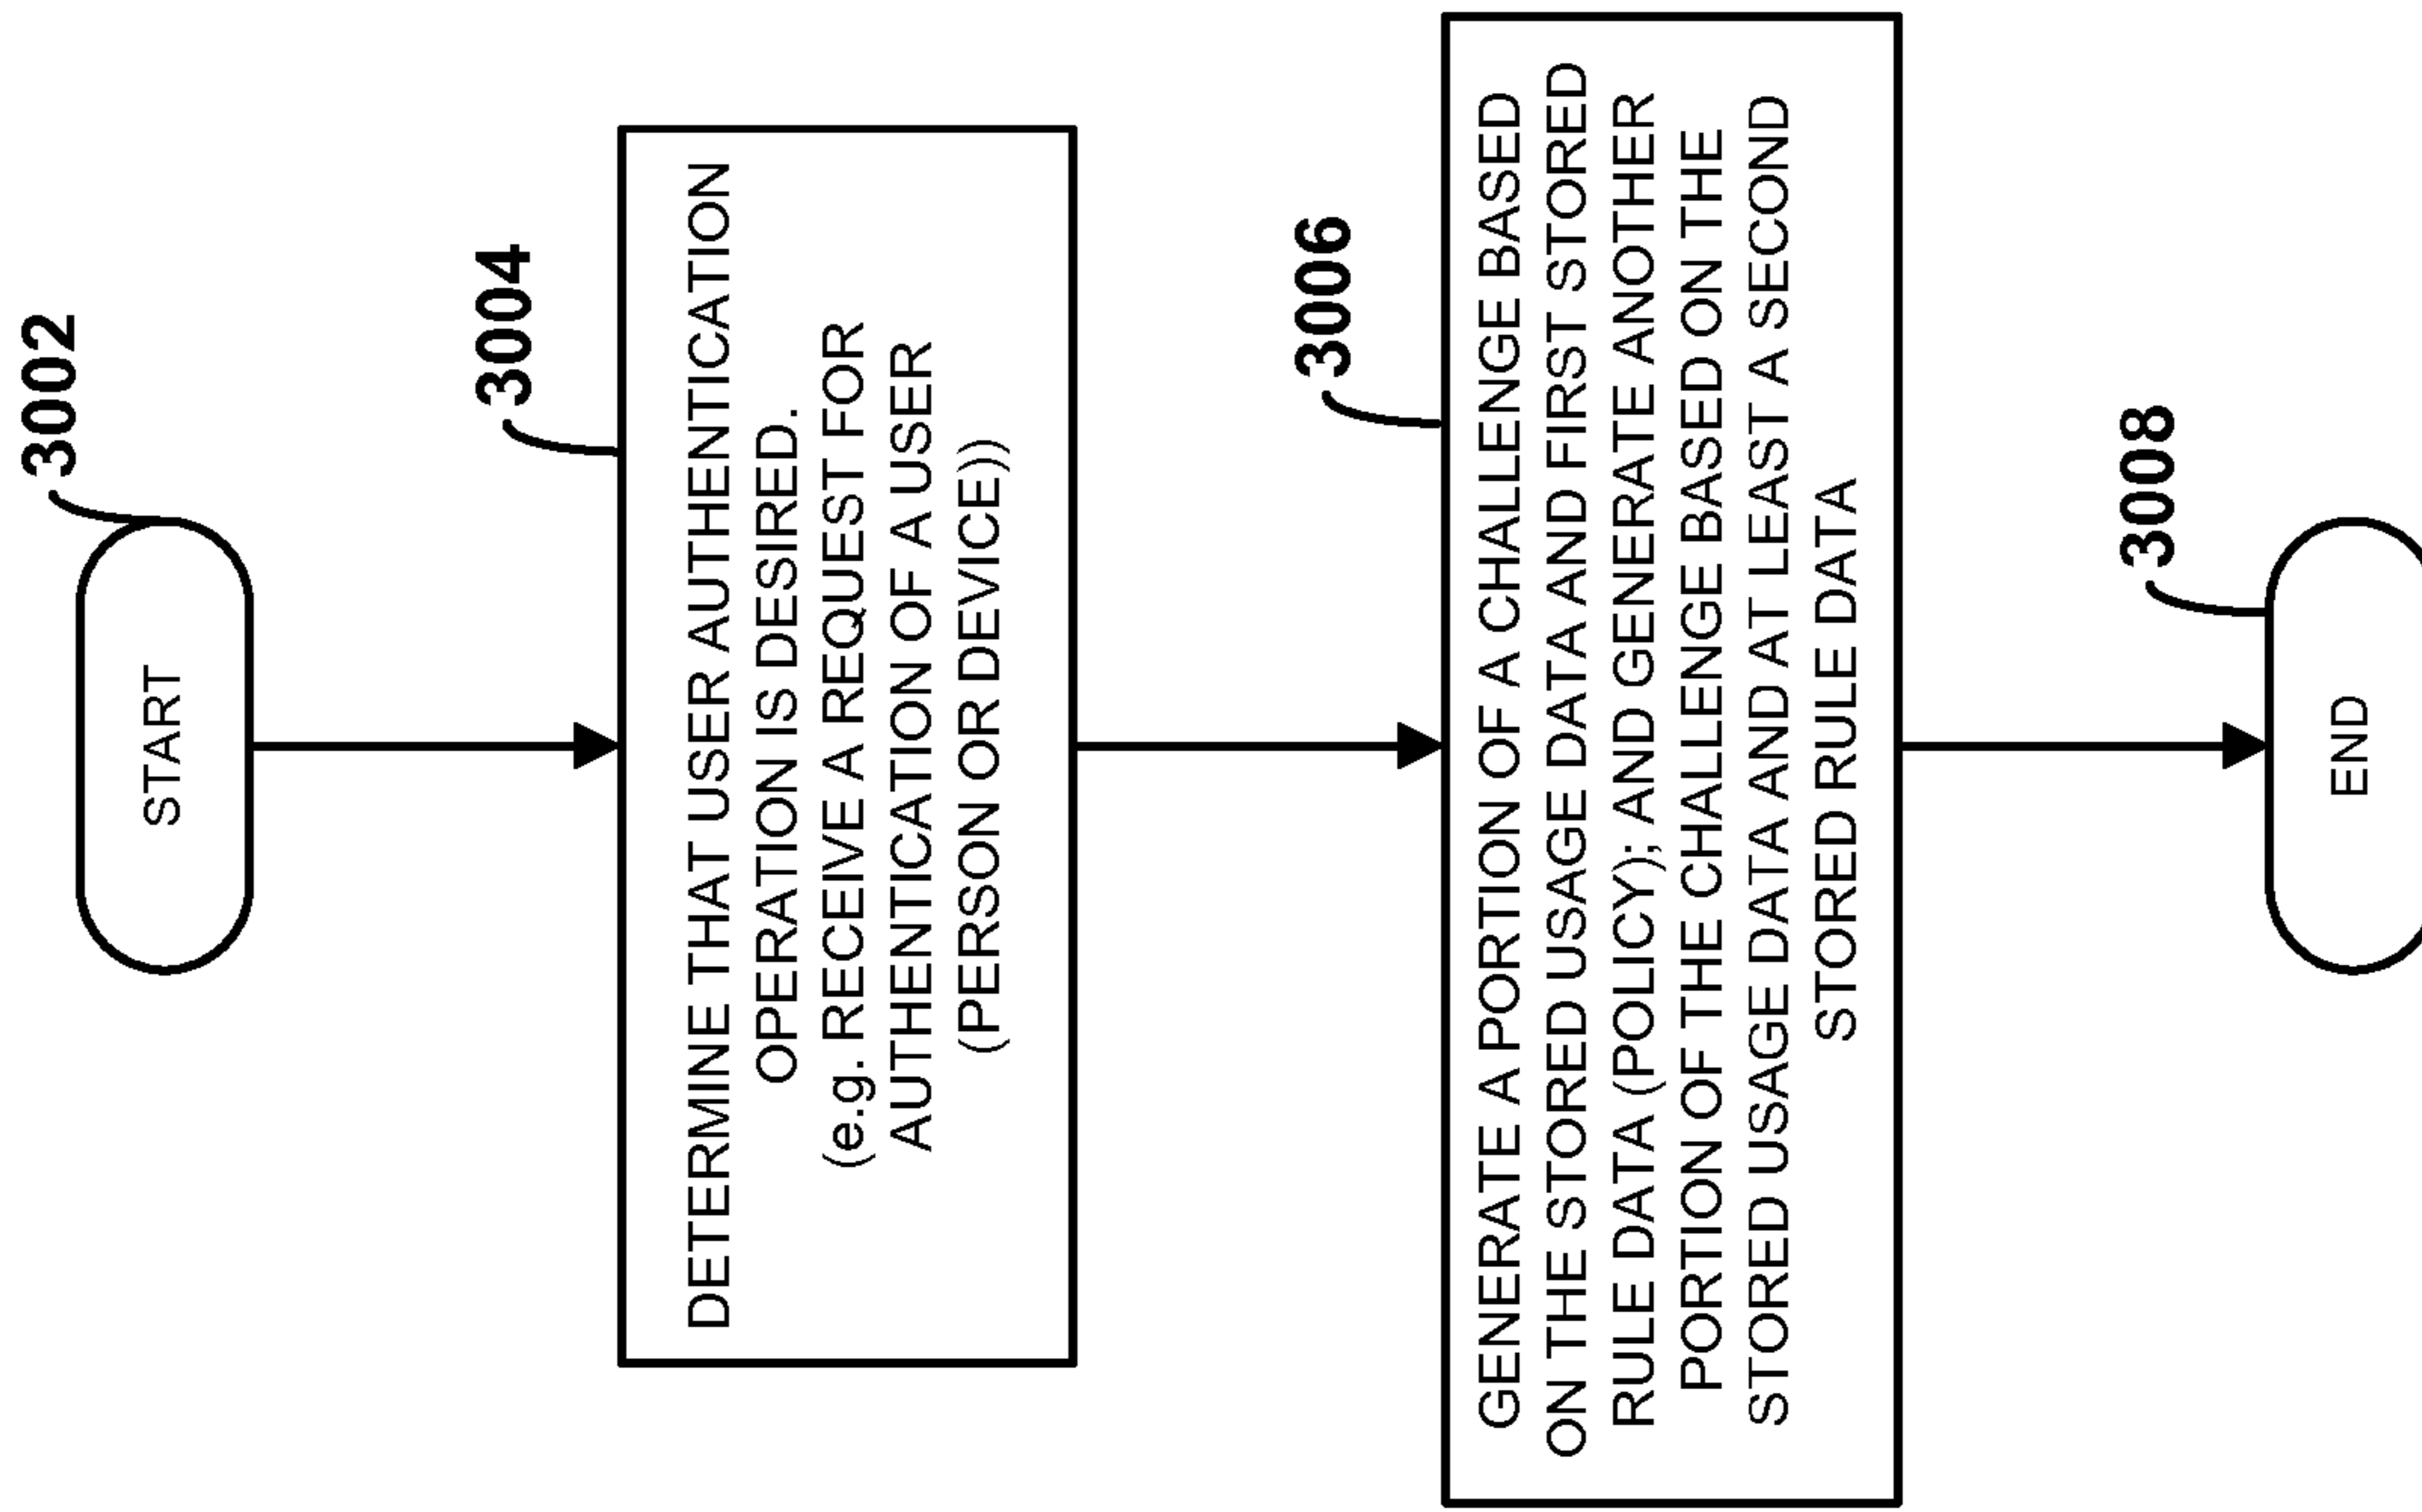 3002
START
3004
DETERMINE THAT USER AUTHENTICATION
OPERATION IS DESIRED.
(e.g. RECEIVE A REQUEST FOR
AUTHENTICATION OF A USER
(PERSON OR DEVICE))
3006
GENERATE A PORTION OF A CHALLENGE BASED
ON THE STORED USAGE DATA AND FIRST STORED
RULE DATA (POLICY); AND GENERATE ANOTHER
PORTION OF THE CHALLENGE BASED ON THE
STORED USAGE DATA AND AT LEAST A SECOND
STORED RULE DATA
3008
END